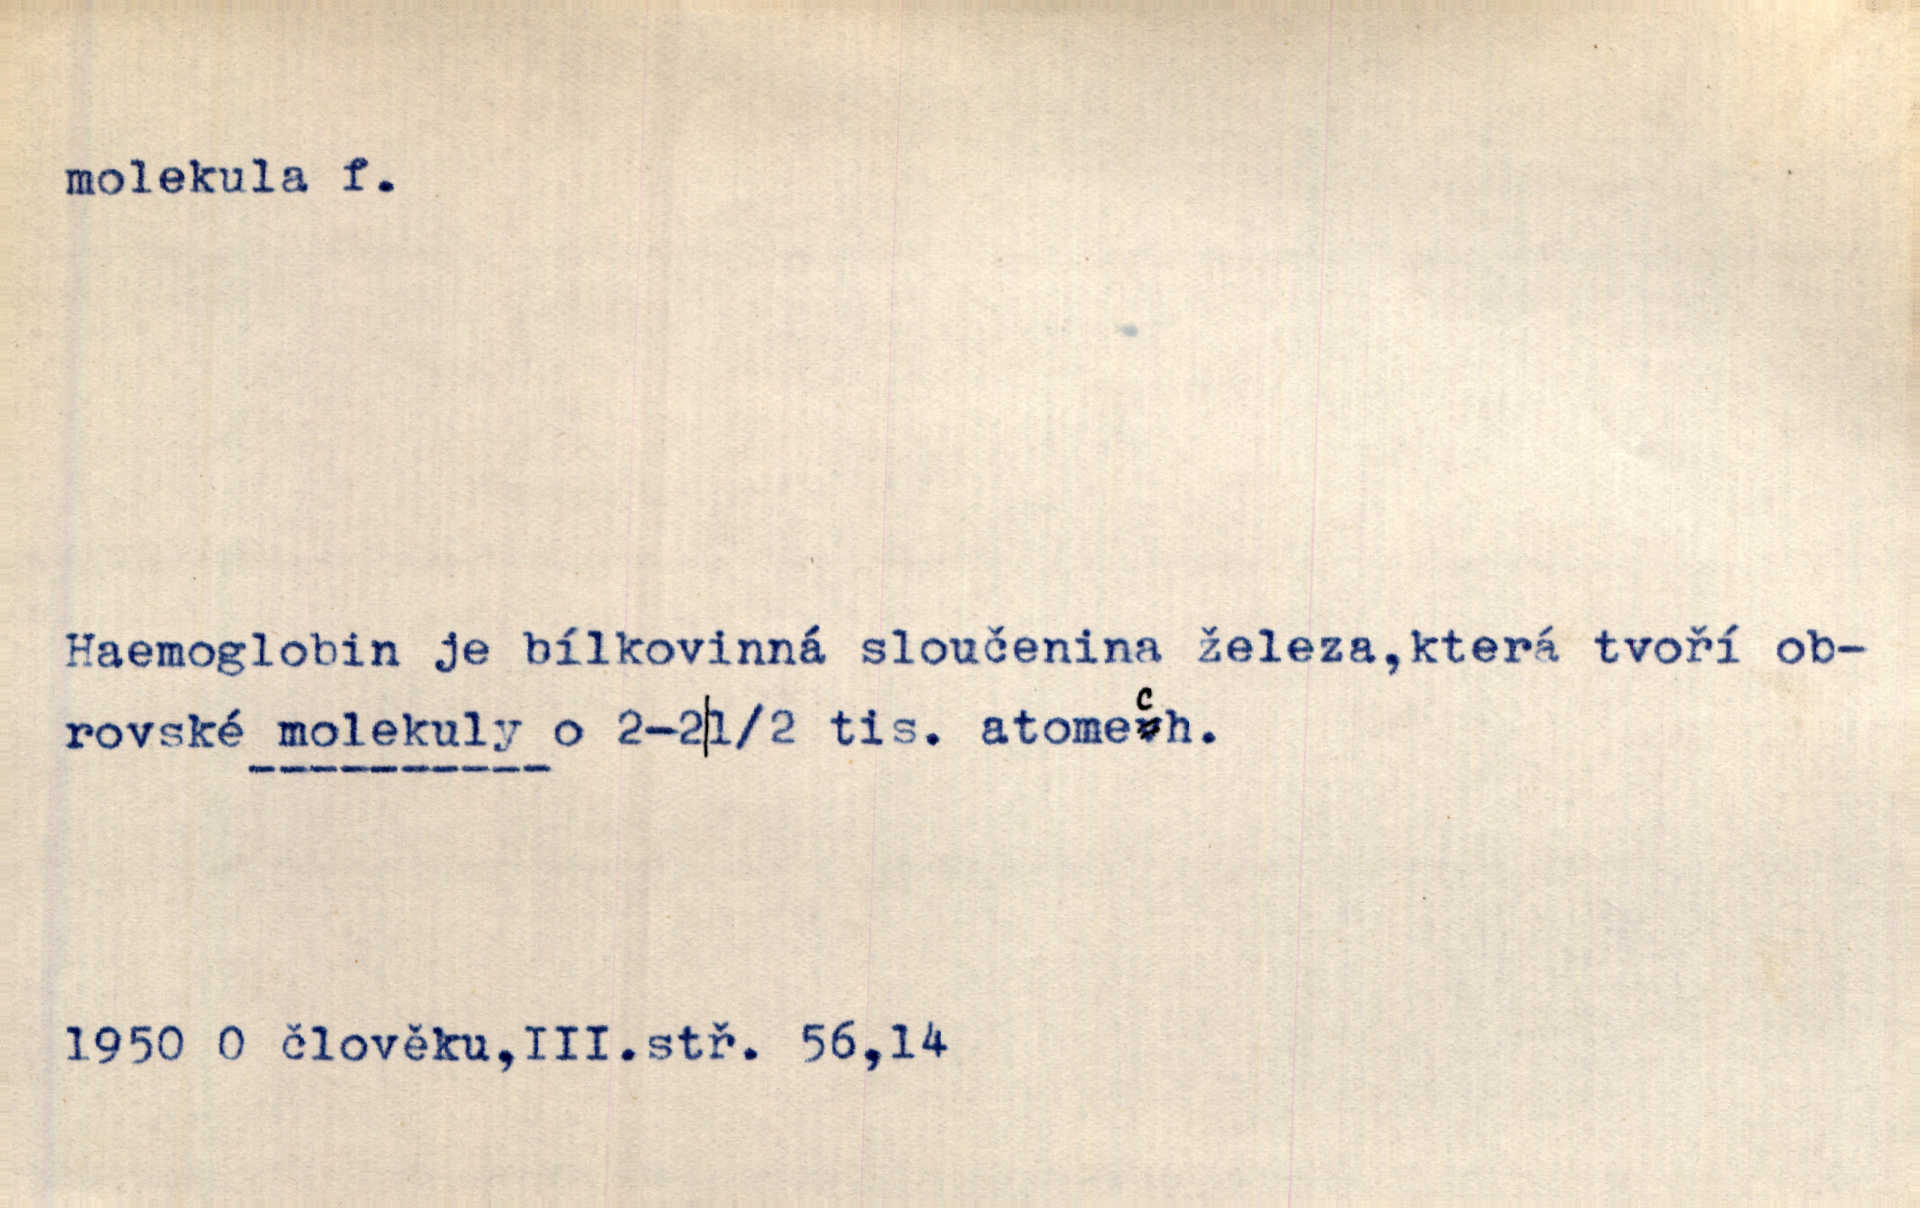 molekula f.
Haemoglobin je bílkovinná sloučenina železa,která tvoří ob-
rovské molekuly o 2-2|1/2 tis. atomech.
1950 O člověku,III.stř. 56,14